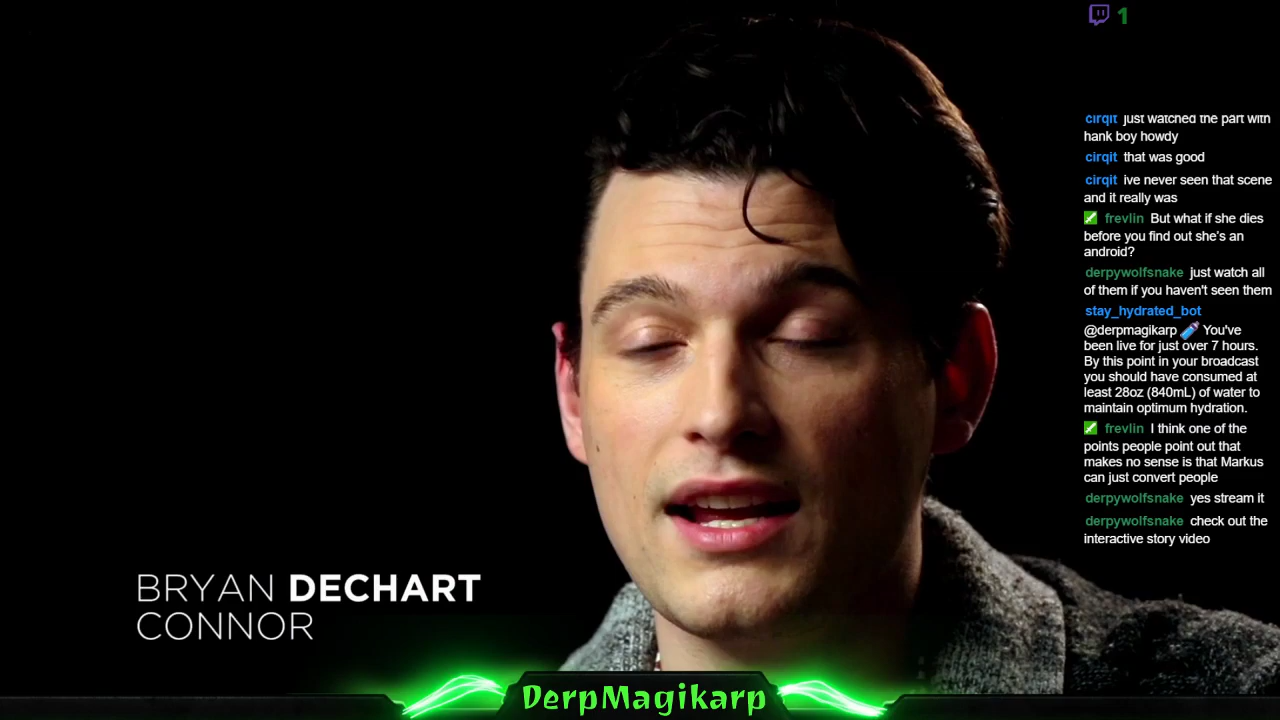 1
cirqit just watched the part with
hank boy howdy
cirqit that was good
cirqit ive never seen that scene
and it really was
frevlin But what if she dies
before you find out she's an
android?
derpywolfsnake just watch all
of them if you haven't seen them
stay_hydrated_bot
@derpmagikarp You've
been live for just over 7 hours.
By this point in your broadcast
you should have consumed at
least 28oz (840mL) of water to
maintain optimum hydration.
frevlin I think one of the
points people point out that
makes no sense is that Markus
can just convert people
derpywolfsnake yes stream it
derpywolfsnake check out the
interactive story video
BRYAN DECHART
CONNOR
DerpMagikarp